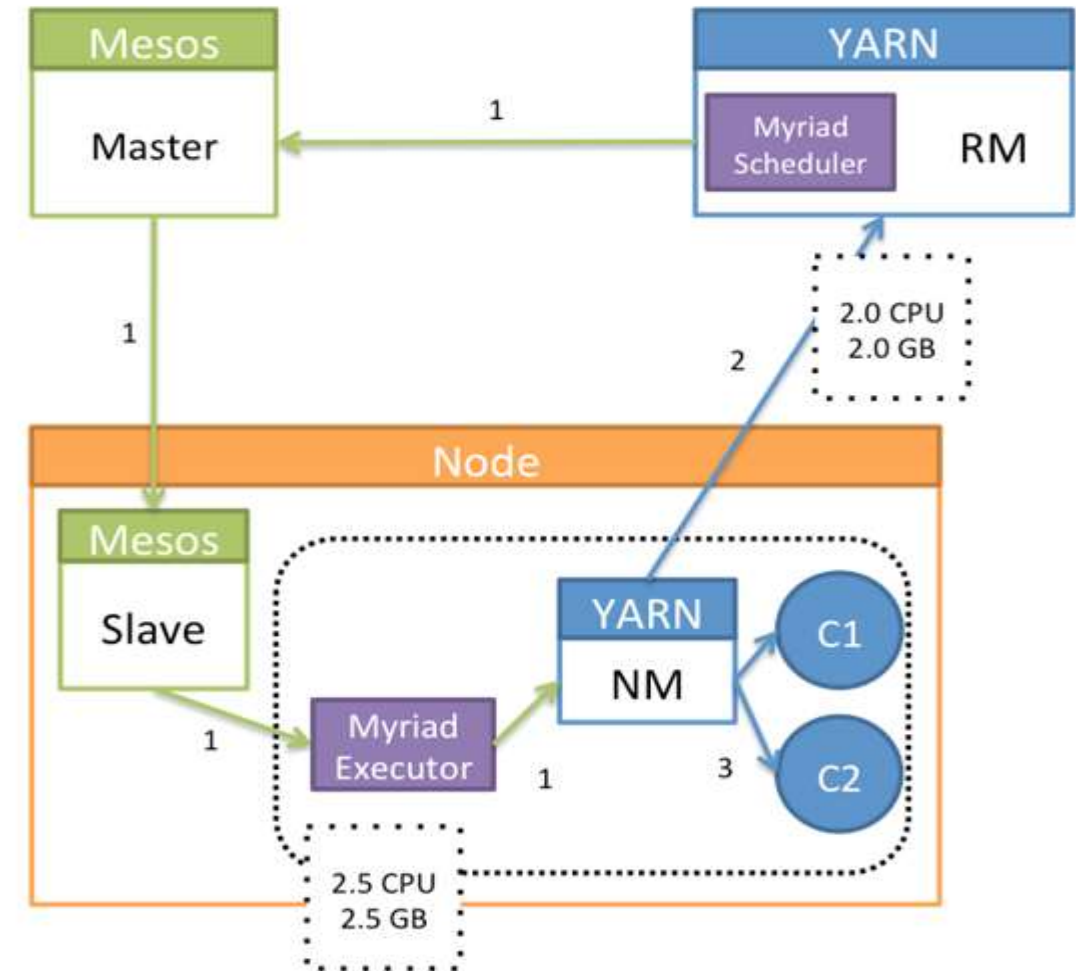 Mesos
Master
1
YARN
Myriad
Scheduler
RM
1
2
2.0 CPU
2.0 GB
Node
Mesos
Slave
1
Myriad
Executor
1
YARN
NM
3
C1
C2
2.5 CPU
2.5 GB